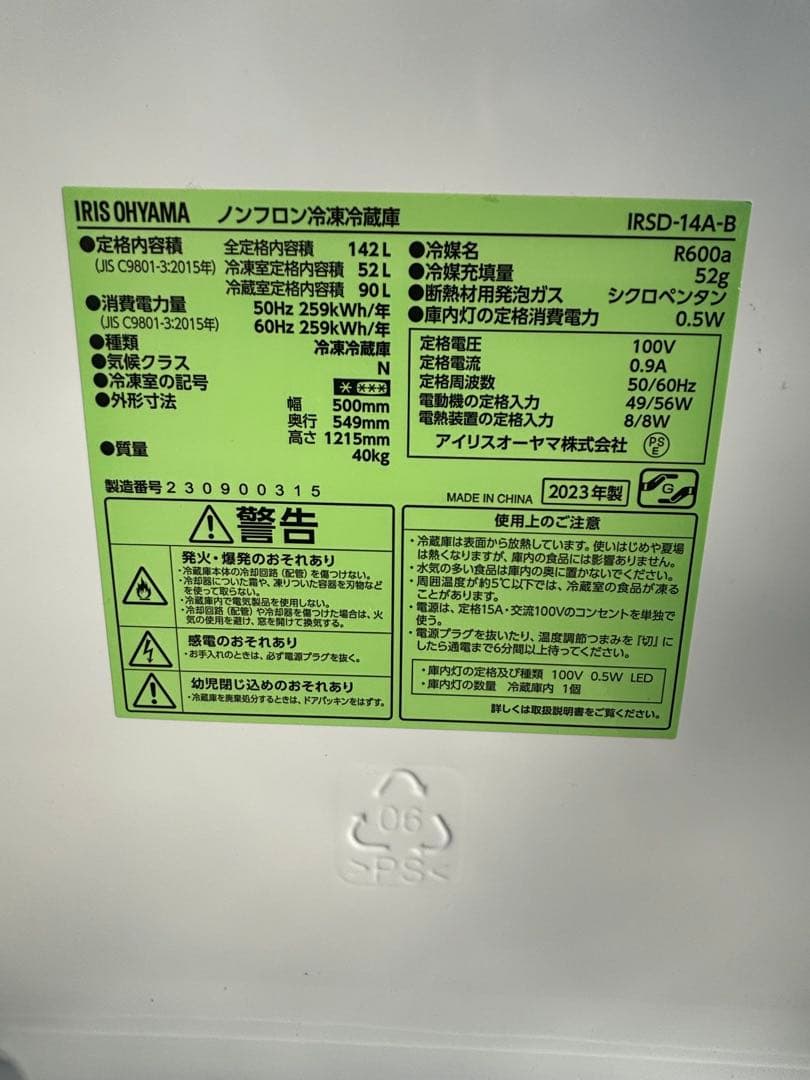 IRIS OHYAMA ノンフロン冷凍冷蔵庫 IRSD-14A-B
●定格内容積 全定格内容積 142L
(JIS C9801-3:2015年) 冷凍室定格内容積 52L
冷蔵室定格内容積 90L
●消費電力量 50Hz 259kWh/年
(JIS C9801-3:2015年) 60Hz 259kWh/年
●種類 冷凍冷蔵庫
●気候クラス N
●冷凍室の記号 * ***
●外形寸法 幅 500mm
奥行 549mm
高さ 1215mm
●質量 40kg
●冷媒名 R600a
●冷媒充填量 52g
●断熱材用発泡ガス シクロペンタン
●庫内灯の定格消費電力 0.5W
定格電圧 100V
定格電流 0.9A
定格周波数 50/60Hz
電動機の定格入力 49/56W
電熱装置の定格入力 8/8W
アイリスオーヤマ株式会社 PSE
製造番号 230900315
MADE IN CHINA 2023年製 G
警告
発火・爆発のおそれあり
・冷蔵庫本体の冷却回路(配管)を傷つけない。
・冷却器についた霜や、凍りついた容器を刃物など
を使って取らない。
・冷蔵庫内で電気製品を使用しない。
・冷却回路(配管)や冷却器を傷つけた場合は、火
気の使用を避け、窓を開けて換気する。
感電のおそれあり
・お手入れのときは、必ず電源プラグを抜く。
幼児閉じ込めのおそれあり
・冷蔵庫を廃棄処分するときは、ドアパッキンをはずす。
使用上のご注意
・冷蔵庫は表面から放熱しています。使いはじめや夏場
は熱くなりますが、庫内の食品には影響ありません。
・水気の多い食品は庫内の奥に置かないでください。
・周囲温度が約5℃以下では、冷蔵室の食品が凍る
ことがあります。
・電源は、定格15A・交流100Vのコンセントを単独で
使う。
・電源プラグを抜いたり、温度調節つまみを「切」に
したら通電まで6分間以上待ってください。
・庫内灯の定格及び種類 100V 0.5W LED
・庫内灯の数量 冷蔵庫内 1個
詳しくは取扱説明書をご覧ください。
06
>PS<